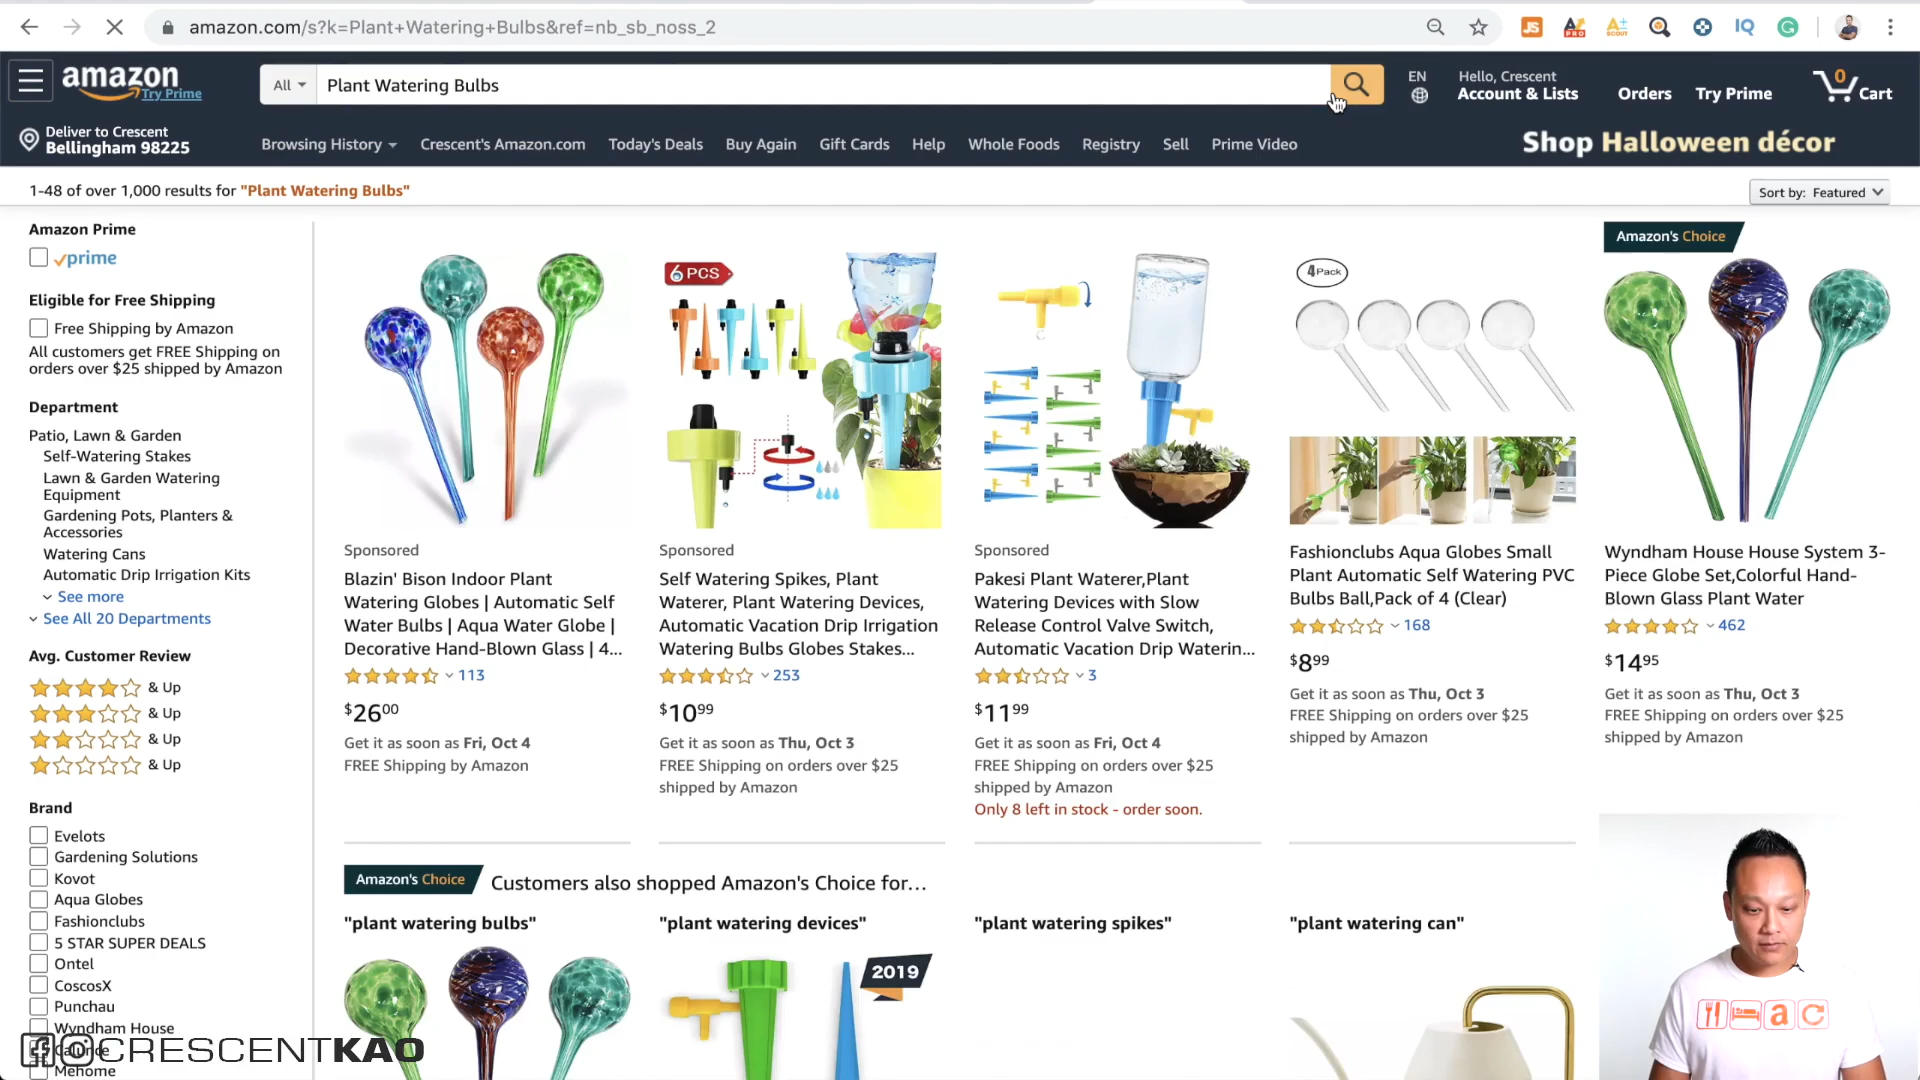 amazon.com/s?k=Plant+Watering+Bulbs&ref=nb_sb_noss_2
JS
PRO
SCOUT
IQ
amazon
Try Prime
All
Plant Watering Bulbs
EN
Hello, Crescent
Account & Lists
Orders
Try Prime
0
Cart
Deliver to Crescent
Bellingham 98225
Browsing History
Crescent's Amazon.com
Today's Deals
Buy Again
Gift Cards
Help
Whole Foods
Registry
Sell
Prime Video
Shop Halloween décor
1-48 of over 1,000 results for "Plant Watering Bulbs"
Sort by: Featured
Amazon Prime
prime
Eligible for Free Shipping
Free Shipping by Amazon
All customers get FREE Shipping on
orders over $25 shipped by Amazon
Department
Patio, Lawn & Garden
Self-Watering Stakes
Lawn & Garden Watering
Equipment
Gardening Pots, Planters &
Accessories
Watering Cans
Automatic Drip Irrigation Kits
See more
See All 20 Departments
Avg. Customer Review
& Up
& Up
& Up
& Up
Brand
Evelots
Gardening Solutions
Kovot
Aqua Globes
Fashionclubs
5 STAR SUPER DEALS
Ontel
CoscosX
Punchau
Wyndham House
Mehome
CRESCENTKAO
Sponsored
Blazin' Bison Indoor Plant
Watering Globes | Automatic Self
Water Bulbs | Aqua Water Globe |
Decorative Hand-Blown Glass | 4...
113
$2600
Get it as soon as Fri, Oct 4
FREE Shipping by Amazon
6 PCS
Sponsored
Self Watering Spikes, Plant
Waterer, Plant Watering Devices,
Automatic Vacation Drip Irrigation
Watering Bulbs Globes Stakes...
253
$1099
Get it as soon as Thu, Oct 3
FREE Shipping on orders over $25
shipped by Amazon
Sponsored
Pakesi Plant Waterer,Plant
Watering Devices with Slow
Release Control Valve Switch,
Automatic Vacation Drip Waterin...
3
$1199
Get it as soon as Fri, Oct 4
FREE Shipping on orders over $25
shipped by Amazon
Only 8 left in stock - order soon.
4 Pack
Fashionclubs Aqua Globes Small
Plant Automatic Self Watering PVC
Bulbs Ball,Pack of 4 (Clear)
168
$899
Get it as soon as Thu, Oct 3
FREE Shipping on orders over $25
shipped by Amazon
Amazon's Choice
Wyndham House House System 3-
Piece Globe Set,Colorful Hand-
Blown Glass Plant Water
462
$1495
Get it as soon as Thu, Oct 3
FREE Shipping on orders over $25
shipped by Amazon
Amazon's Choice
Customers also shopped Amazon's Choice for...
"plant watering bulbs"
"plant watering devices"
"plant watering spikes"
"plant watering can"
2019
a